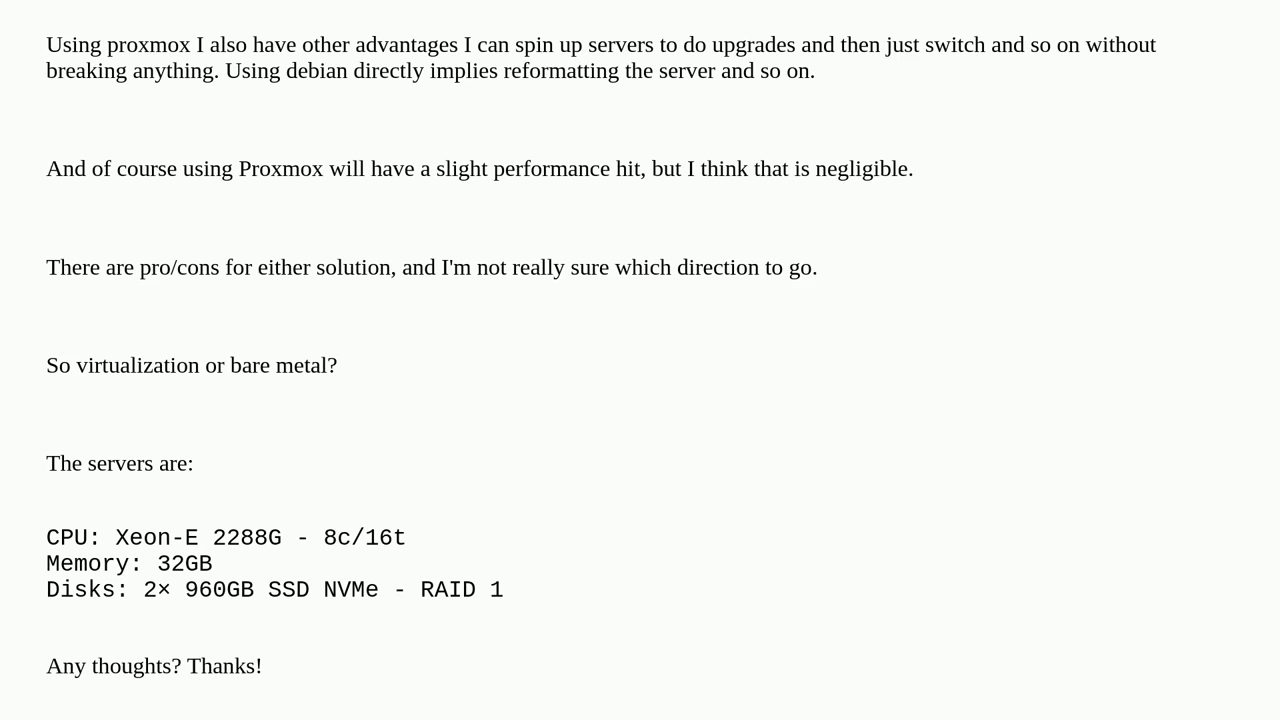 Using proxmox I also have other advantages I can spin up servers to do upgrades and then just switch and so on without
breaking anything. Using debian directly implies reformatting the server and so on.
And of course using Proxmox will have a slight performance hit, but I think that is negligible.
There are pro/cons for either solution, and I'm not really sure which direction to go.
So virtualization or bare metal?
The servers are:
CPU: Xeon-E 2288G - 8c/16t
Memory: 32GB
Disks: 2× 960GB SSD NVMe - RAID 1
Any thoughts? Thanks!